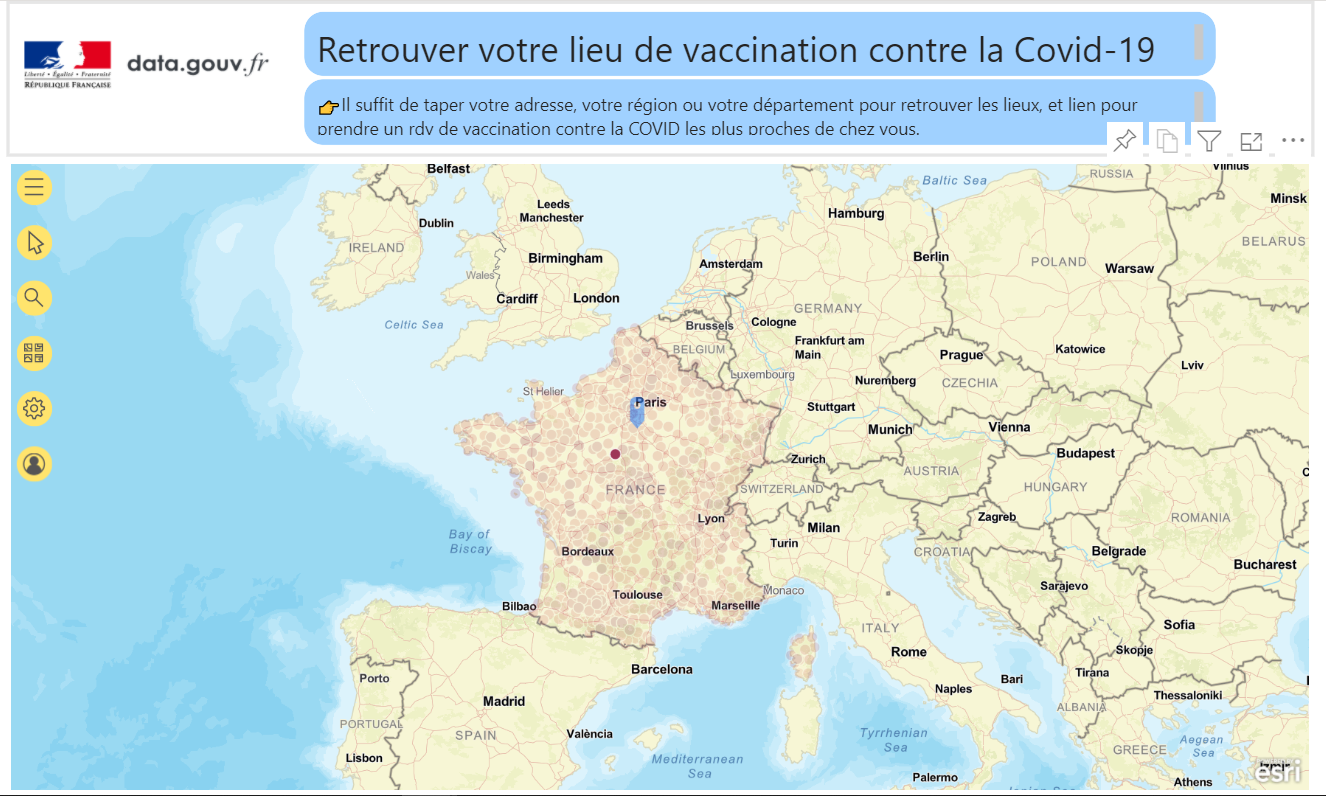 Retrouver votre lieu de vaccination contre la Covid-19
Liberté • Égalité • Fraternité
RÉPUBLIQUE FRANÇAISE
data.gouv.fr
👉Il suffit de taper votre adresse, votre région ou votre département pour retrouver les lieux, et lien pour
prendre un rdv de vaccination contre la COVID les plus proches de chez vous.
Belfast
Vilnius
RUSSIA
Baltic Sea
Minsk
Leeds
Manchester
Hamburg
Dublin
IRELAND
BELARUS
Birmingham
Berlin
Amsterdam
POLAND
Warsaw
Wales
Cardiff
London
GERMANY
Celtic Sea
Brussels
Cologne
Frankfurt am
Main
BELGIUM
Katowice
Prague
Lviv
Luxembourg
Nuremberg
CZECHIA
St Helier
Paris
Stuttgart
Munich
Vienna
Budapest
Zurich
AUSTRIA
FRANCE
SWITZERLAND
HUNGARY
Lyon
Zagreb
ROMANIA
Milan
Bay of
Biscay
Turin
Bordeaux
CROATIA
Belgrade
Bucharest
Sarajevo
Monaco
Toulouse
Bilbao
Marseille
ITALY
Sofia
Rome
Skopje
Barcelona
Tirana
Porto
Bari
Naples
Thessaloniki
Madrid
ALBANIA
PORTUGAL
SPAIN
València
Tyrrhenian
Sea
Aegean
Sea
GREECE
Lisbon
Mediterranean
Sea
Izmir
esri
Palermo
Athens
Ionian Sea